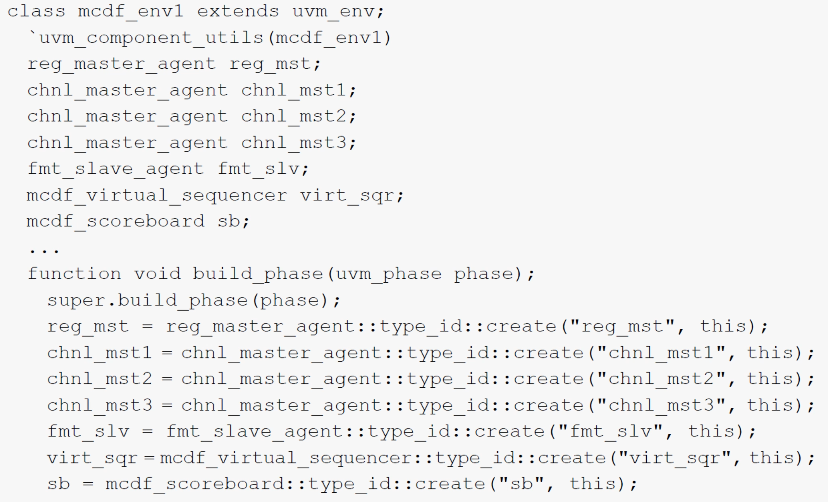 class mcdf_env1 extends uvm_env;
`uvm_component_utils(mcdf_env1)
reg_master_agent reg_mst;
chnl_master_agent chnl_mst1;
chnl_master_agent chnl_mst2;
chnl_master_agent chnl_mst3;
fmt_slave_agent fmt_slv;
mcdf_virtual_sequencer virt_sqr;
mcdf_scoreboard sb;
...
function void build_phase(uvm_phase phase);
super.build_phase(phase);
reg_mst = reg_master_agent::type_id::create("reg_mst", this);
chnl_mst1 = chnl_master_agent::type_id::create("chnl_mst1", this);
chnl_mst2 = chnl_master_agent::type_id::create("chnl_mst2", this);
chnl_mst3 = chnl_master_agent::type_id::create("chnl_mst3", this);
fmt_slv = fmt_slave_agent::type_id::create("fmt_slv", this);
virt_sqr = mcdf_virtual_sequencer::type_id::create("virt_sqr", this);
sb = mcdf_scoreboard::type_id::create("sb", this);